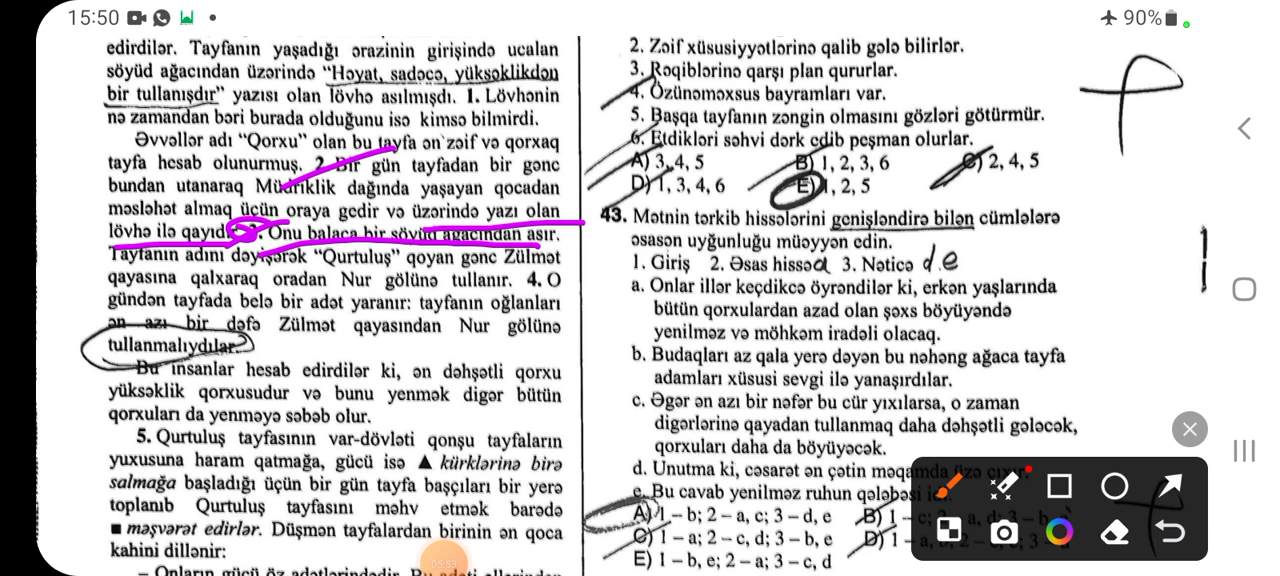 15:50
90%
edirdilər. Tayfanın yaşadığı ərazinin girişində ucalan
söyüd ağacından üzərində “Həyat, sadəcə, yüksəklikdən
bir tullanışdır” yazısı olan lövhə asılmışdı. 1. Lövhənin
nə zamandan bəri burada olduğunu isə kimsə bilmirdi.
Əvvəllər adı “Qorxu” olan bu tayfa ən zəif və qorxaq
tayfa hesab olunurmuş. 2. Bir gün tayfadan bir gənc
bundan utanaraq Müdriklik dağında yaşayan qocadan
məsləhət almaq üçün oraya gedir və üzərində yazı olan
lövhə ilə Onu balaca bir söyüd ağacından asır.
Tayfanın adını dəyişərək “Qurtuluş” qoyan gənc Zülmət
qayasına qalxaraq oradan Nur gölünə tullanır. 4. O
gündən tayfada belə bir adət yaranır: tayfanın oğlanları
ən azı bir dəfə Zülmət qayasından Nur gölünə
tullanmalıydılar.
Bu insanlar hesab edirdilər ki, ən dəhşətli qorxu
yüksəklik qorxusudur və bunu yenmək digər bütün
qorxuları da yenməyə səbəb olur.
5. Qurtuluş tayfasının var-dövləti qonşu tayfaların
yuxusuna haram qatmağa, gücü isə ▲ kürklərinə birə
salmağa başladığı üçün bir gün tayfa başçıları bir yerə
toplanıb Qurtuluş tayfasını məhv etmək barədə
■ məşvərət edirlər. Düşmən tayfalardan birinin ən qoca
kahini dillənir:
– Onların gücü öz adətlərindədir. Bu adəti əllərindən
2. Zəif xüsusiyyətlərinə qalib gələ bilirlər.
3. Rəqiblərinə qarşı plan qururlar.
4. Özünəməxsus bayramları var.
5. Başqa tayfanın zəngin olmasını gözləri götürmür.
6. Etdikləri səhvi dərk edib peşman olurlar.
A) 3, 4, 5 B) 1, 2, 3, 6 C) 2, 4, 5
D) 1, 3, 4, 6 E) 1, 2, 5
43. Mətnin tərkib hissələrini genişləndirə bilən cümlələrə
əsasən uyğunluğu müəyyən edin.
1. Giriş 2. Əsas hissə a 3. Nəticə d.e
a. Onlar illər keçdikcə öyrəndilər ki, erkən yaşlarında
bütün qorxulardan azad olan şəxs böyüyəndə
yenilməz və möhkəm iradəli olacaq.
b. Budaqları az qala yerə dəyən bu nəhəng ağaca tayfa
adamları xüsusi sevgi ilə yanaşırdılar.
c. Əgər ən azı bir nəfər bu cür yıxılarsa, o zaman
digərlərinə qayadan tullanmaq daha dəhşətli gələcək,
qorxuları daha da böyüyəcək.
d. Unutma ki, cəsarət ən çətin məqamda üzə çıxır.
e. Bu cavab yenilməz ruhun qələbəsi
A) 1 – b; 2 – a, c; 3 – d, e B) 1 –
C) 1 – a; 2 – c, d; 3 – b, e D) 1 –
E) 1 – b, e; 2 – a; 3 – c, d